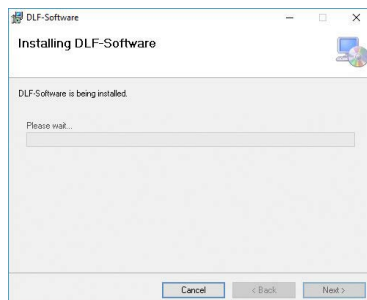 DLF-Software
Installing DLF-Software
DLF-Software is being installed.
Please wait...
Cancel
< Back
Next >